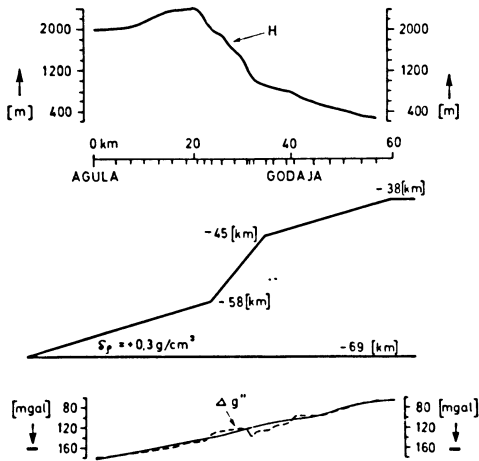 2000 H 2000
1200 1200
[m] 400 400 [m]
0 km 20 40 60
AGULA GODAJA
-38[km]
-45[km]
-58[km]
δρ = +0,3 g/cm³
-69 [km]
[mgal] 80 Δg" 80 [mgal]
120 120
160 160